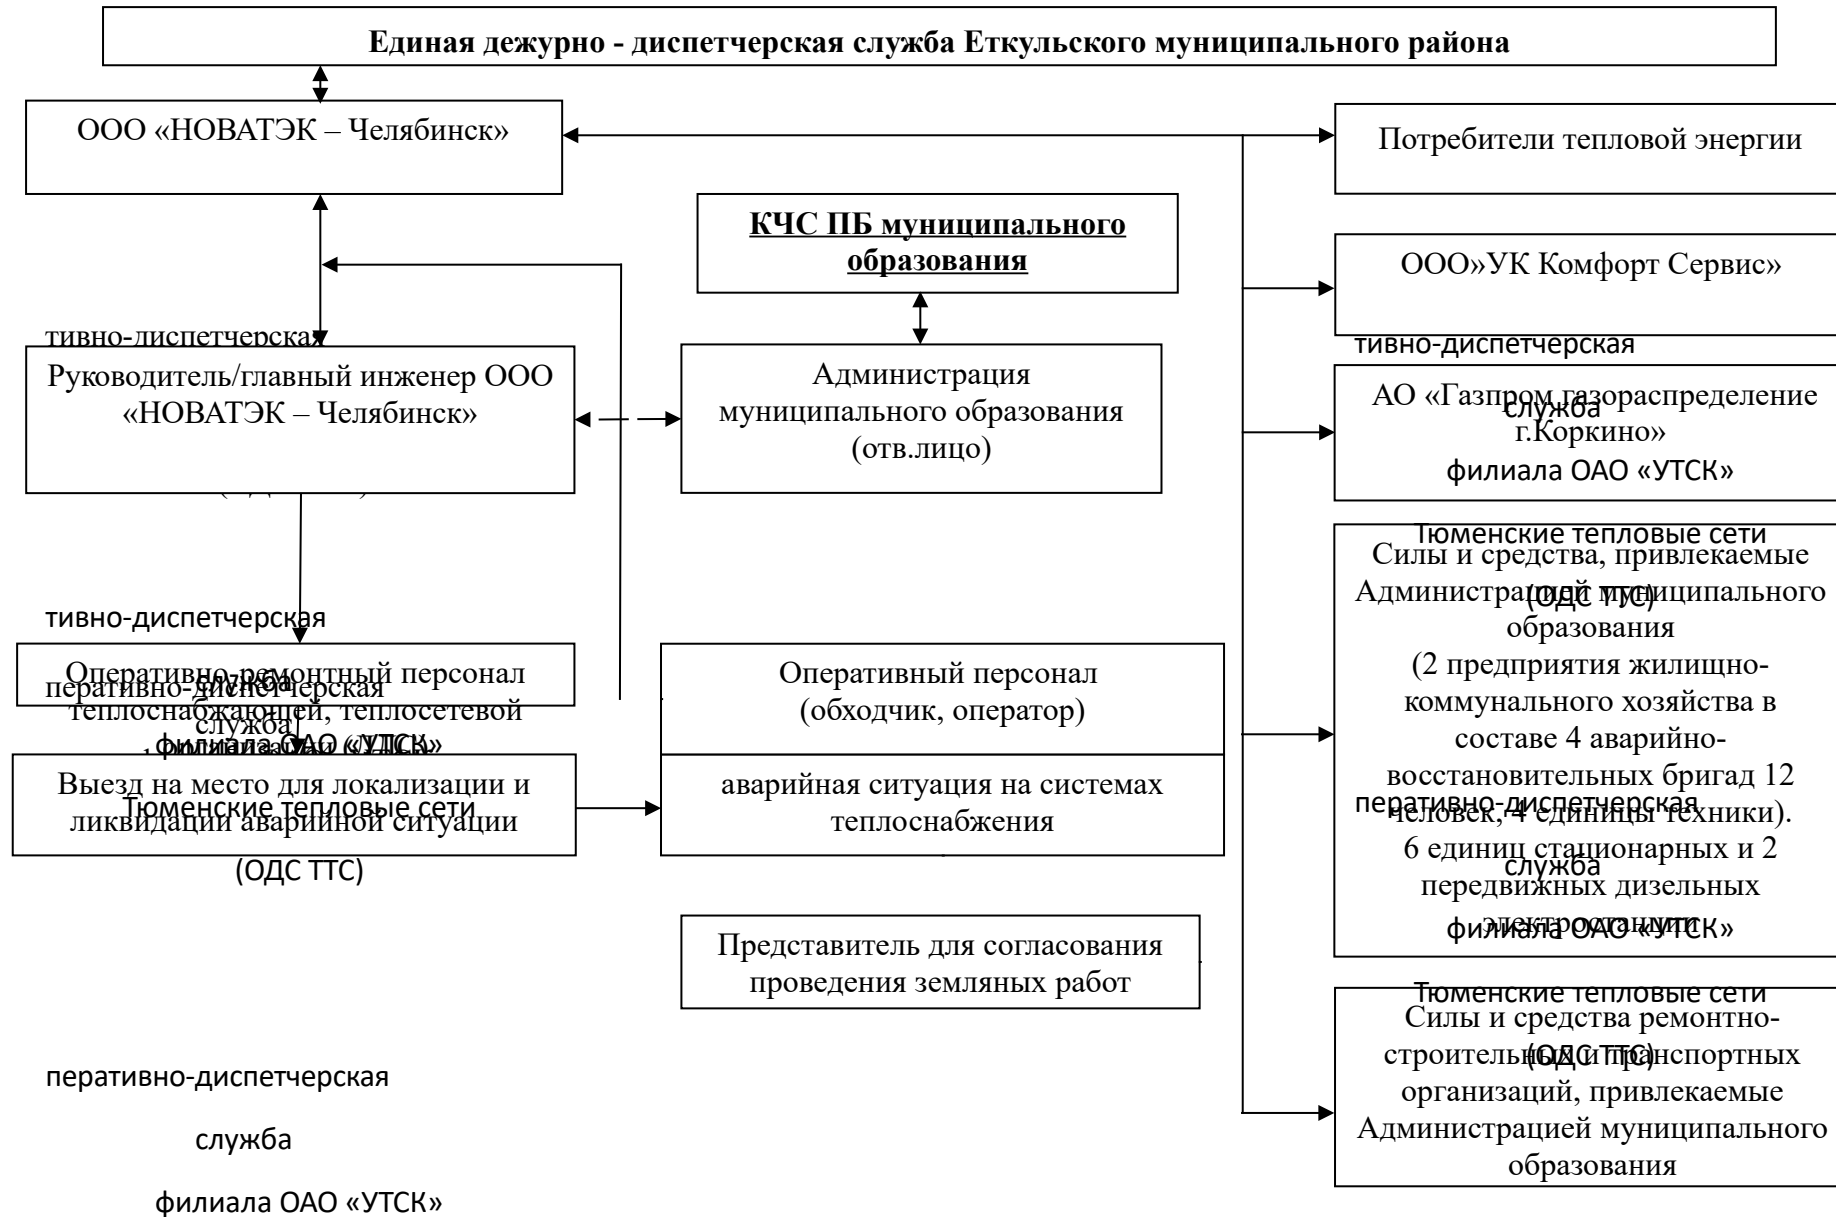 Единая дежурно - диспетчерская служба Еткульского муниципального района
ООО «НОВАТЭК – Челябинск»
Потребители тепловой энергии
КЧС ПБ муниципального
образования
ООО»УК Комфорт Сервис»
тивно-диспетчерская
Руководитель/главный инженер ООО
«НОВАТЭК – Челябинск»
Администрация
муниципального образования
(отв.лицо)
тивно-диспетчерская
АО «Газпром газораспределение
служба
г.Коркино»
филиала ОАО «УТСК»
Тюменские тепловые сети
Силы и средства, привлекаемые
Администрацией муниципального
(ОДС ТТС)
образования
(2 предприятия жилищно-
коммунального хозяйства в
составе 4 аварийно-
восстановительных бригад 12
перативно-диспетчерская
человек, 4 единицы техники).
6 единиц стационарных и 2
служба
передвижных дизельных
электростанции
филиала ОАО «УТСК»
тивно-диспетчерская
Оперативно-ремонтный персонал
служба
перативно-диспетчерская
теплоснабжающей, теплосетевой
служба
организации
филиала ОАО «УТСК»
Выезд на место для локализации и
Тюменские тепловые сети
ликвидации аварийной ситуации
(ОДС ТТС)
Оперативный персонал
(обходчик, оператор)
аварийная ситуация на системах
теплоснабжения
Представитель для согласования
проведения земляных работ
Тюменские тепловые сети
Силы и средства ремонтно-
строительных и транспортных
(ОДС ТТС)
организаций, привлекаемые
Администрацией муниципального
образования
перативно-диспетчерская
служба
филиала ОАО «УТСК»